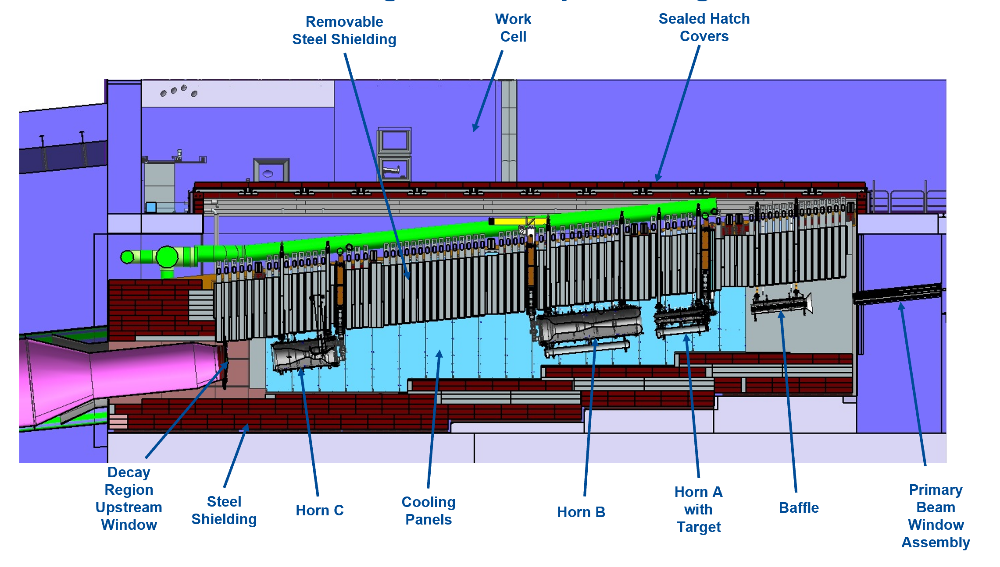 Removable
Steel Shielding
Work
Cell
Sealed Hatch
Covers
Decay
Region
Upstream
Window
Steel
Shielding
Horn C
Cooling
Panels
Horn B
Horn A
with
Target
Baffle
Primary
Beam
Window
Assembly